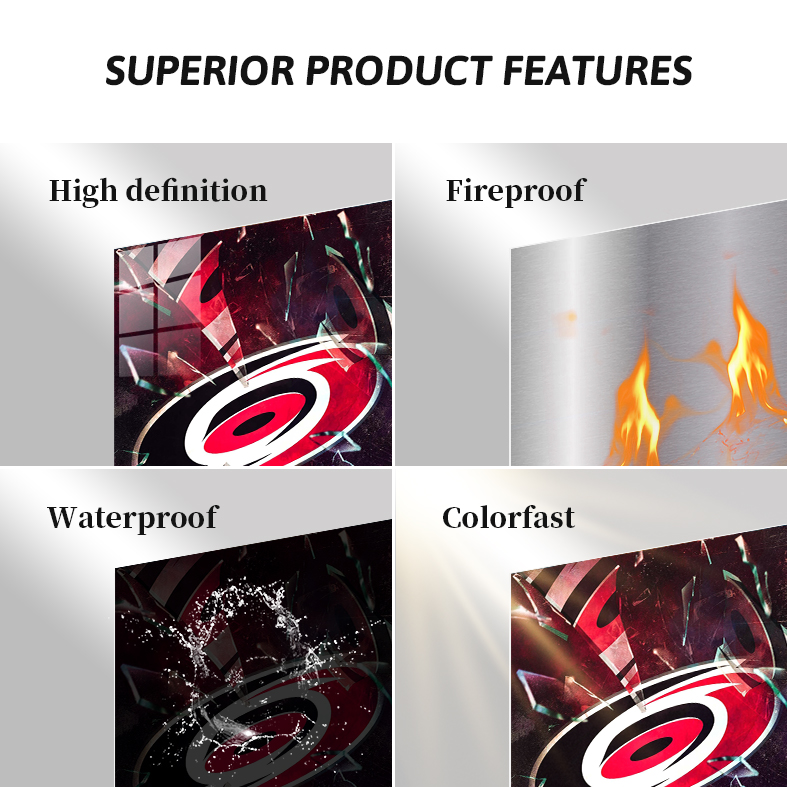 SUPERIOR PRODUCT FEATURES
High definition
Fireproof
Waterproof
Colorfast